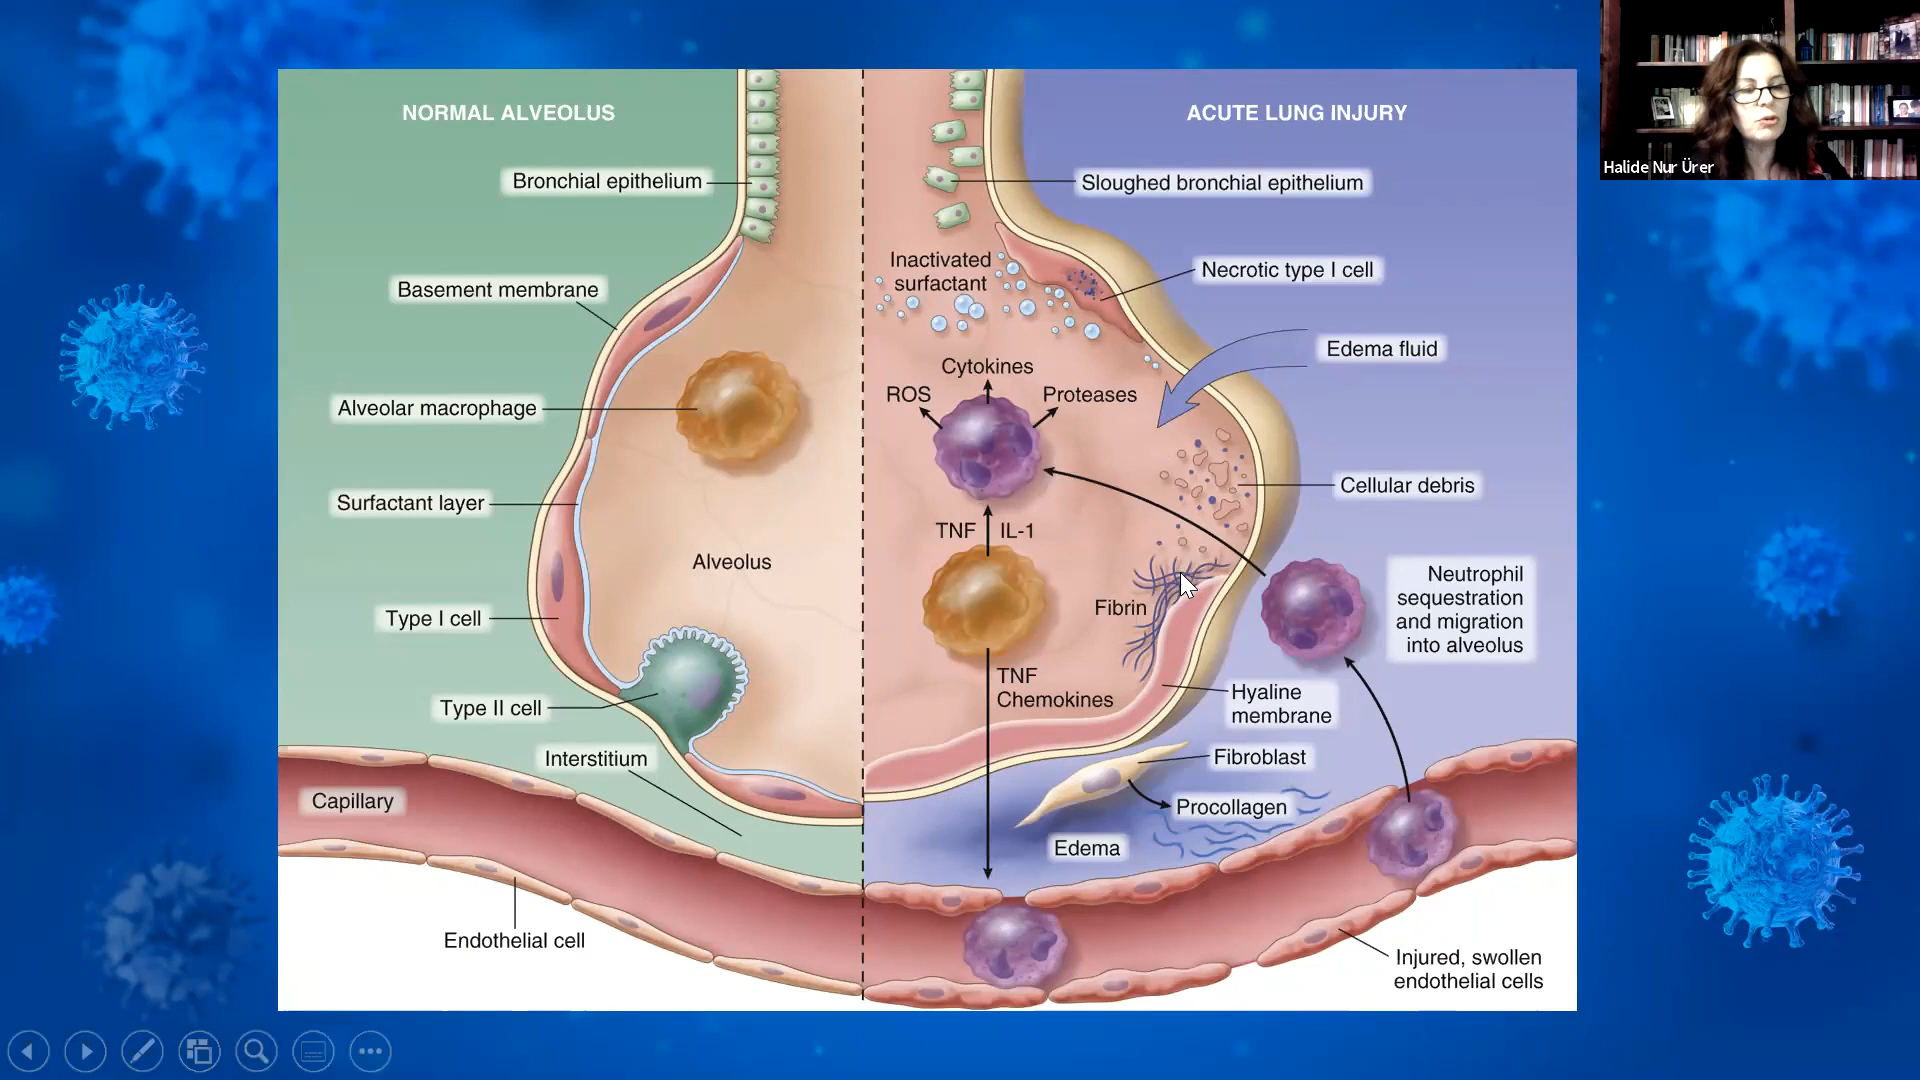 NORMAL ALVEOLUS
Bronchial epithelium
Basement membrane
Alveolar macrophage
Surfactant layer
Alveolus
Type I cell
Type II cell
Interstitium
Capillary
Endothelial cell
ACUTE LUNG INJURY
Sloughed bronchial epithelium
Inactivated
surfactant
Necrotic type I cell
Edema fluid
Cytokines
ROS
Proteases
Cellular debris
TNF IL-1
Fibrin
Neutrophil
sequestration
and migration
into alveolus
TNF
Chemokines
Hyaline
membrane
Fibroblast
Procollagen
Edema
Injured, swollen
endothelial cells
Halide Nur Ürer